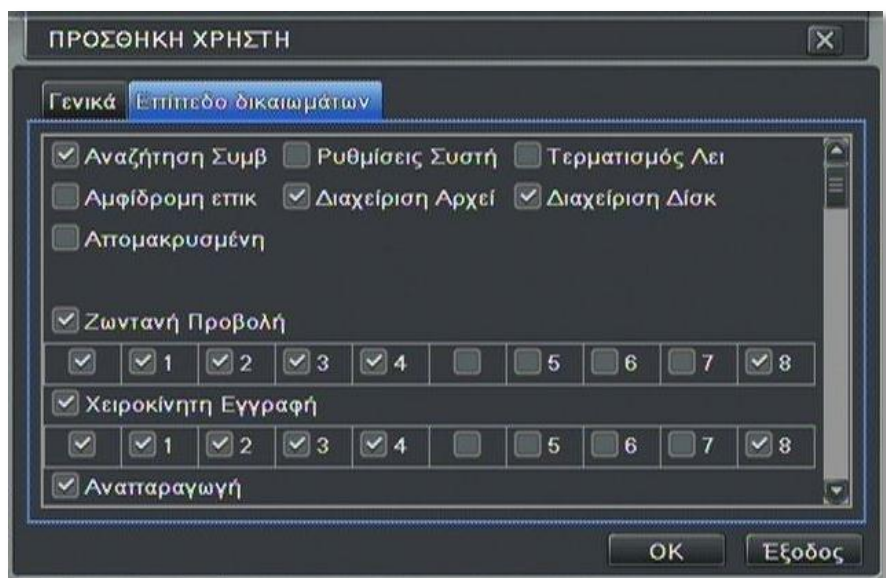 ΠΡΟΣΘΗΚΗ ΧΡΗΣΤΗ
Γενικά Επίπεδο δικαιωμάτων
Αναζήτηση Συμβ Ρυθμίσεις Συστή Τερματισμός Λει
Αμφίδρομη επικ Διαχείριση Αρχεί Διαχείριση Δίσκ
Απομακρυσμένη
Ζωντανή Προβολή
1 2 3 4 5 6 7 8
Χειροκίνητη Εγγραφή
1 2 3 4 5 6 7 8
Αναπαραγωγή
ΟΚ Έξοδος